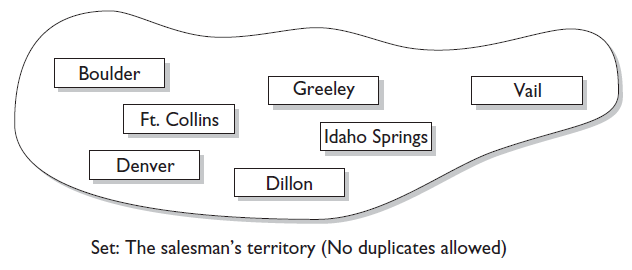 Boulder
Greeley
Vail
Ft. Collins
Idaho Springs
Denver
Dillon
Set: The salesman's territory (No duplicates allowed)